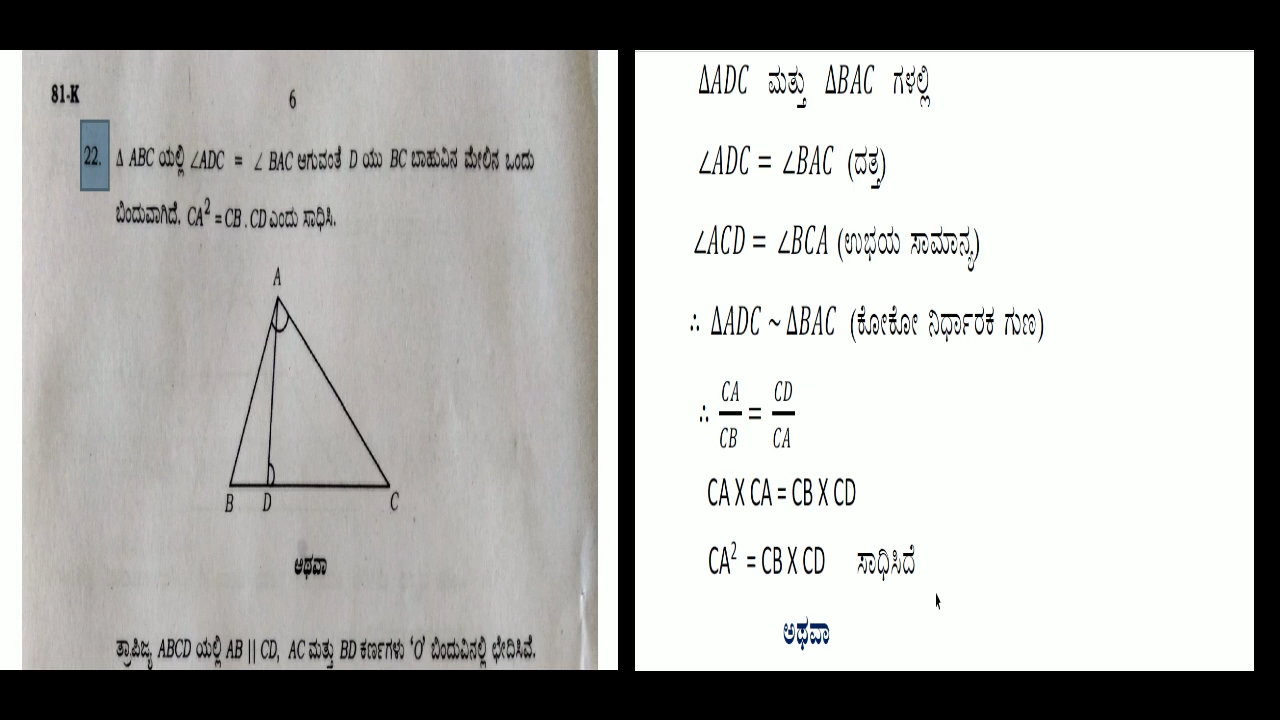 81-K
6
22. Δ ABC ಯಲ್ಲಿ ∠ADC = ∠ BAC ಆಗುವಂತೆ D ಯು BC ಬಾಹುವಿನ ಮೇಲಿನ ಒಂದು
ಬಿಂದುವಾಗಿದೆ. CA² = CB . CD ಎಂದು ಸಾಧಿಸಿ.
A
B D C
ಅಥವಾ
ತ್ರಾಪಿಜ್ಯ ABCD ಯಲ್ಲಿ AB || CD, AC ಮತ್ತು BD ಕರ್ಣಗಳು 'O' ಬಿಂದುವಿನಲ್ಲಿ ಛೇದಿಸಿವೆ.
ΔADC ಮತ್ತು ΔBAC ಗಳಲ್ಲಿ
∠ADC = ∠BAC (ದತ್ತ)
∠ACD = ∠BCA (ಉಭಯ ಸಾಮಾನ್ಯ)
∴ ΔADC ~ ΔBAC (ಕೋಕೋ ನಿರ್ಧಾರಕ ಗುಣ)
∴ CA/CB = CD/CA
CA X CA = CB X CD
CA² = CB X CD ಸಾಧಿಸಿದೆ
ಅಥವಾ